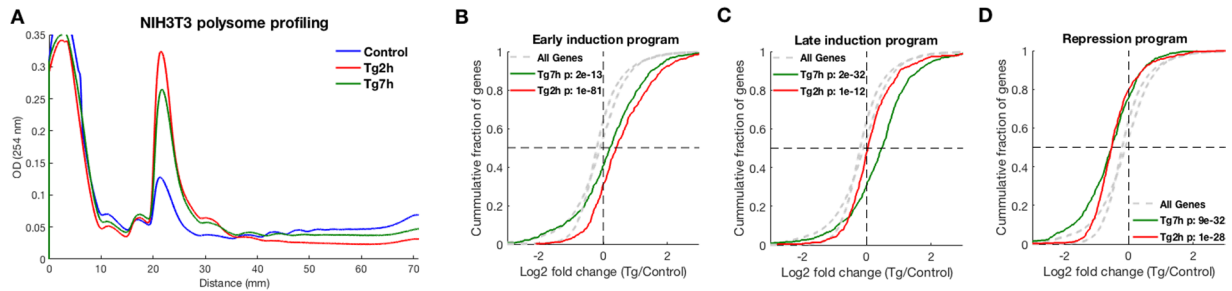 A
NIH3T3 polysome profiling
0.35
0.3
0.25
0.2
0.15
0.1
0.05
0
OD (254 nm)
0 10 20 30 40 50 60 70
Distance (mm)
Control
Tg2h
Tg7h
B
Early induction program
All Genes
Tg7h p: 2e-13
Tg2h p: 1e-81
1
0.8
0.6
0.4
0.2
0
Cummulative fraction of genes
-2 0 2
Log2 fold change (Tg/Control)
C
Late induction program
All Genes
Tg7h p: 2e-32
Tg2h p: 1e-12
1
0.8
0.6
0.4
0.2
0
Cummulative fraction of genes
-2 0 2
Log2 fold change (Tg/Control)
D
Repression program
1
0.8
0.6
0.4
0.2
0
Cummulative fraction of genes
All Genes
Tg7h p: 9e-32
Tg2h p: 1e-28
-2 0 2
Log2 fold change (Tg/Control)